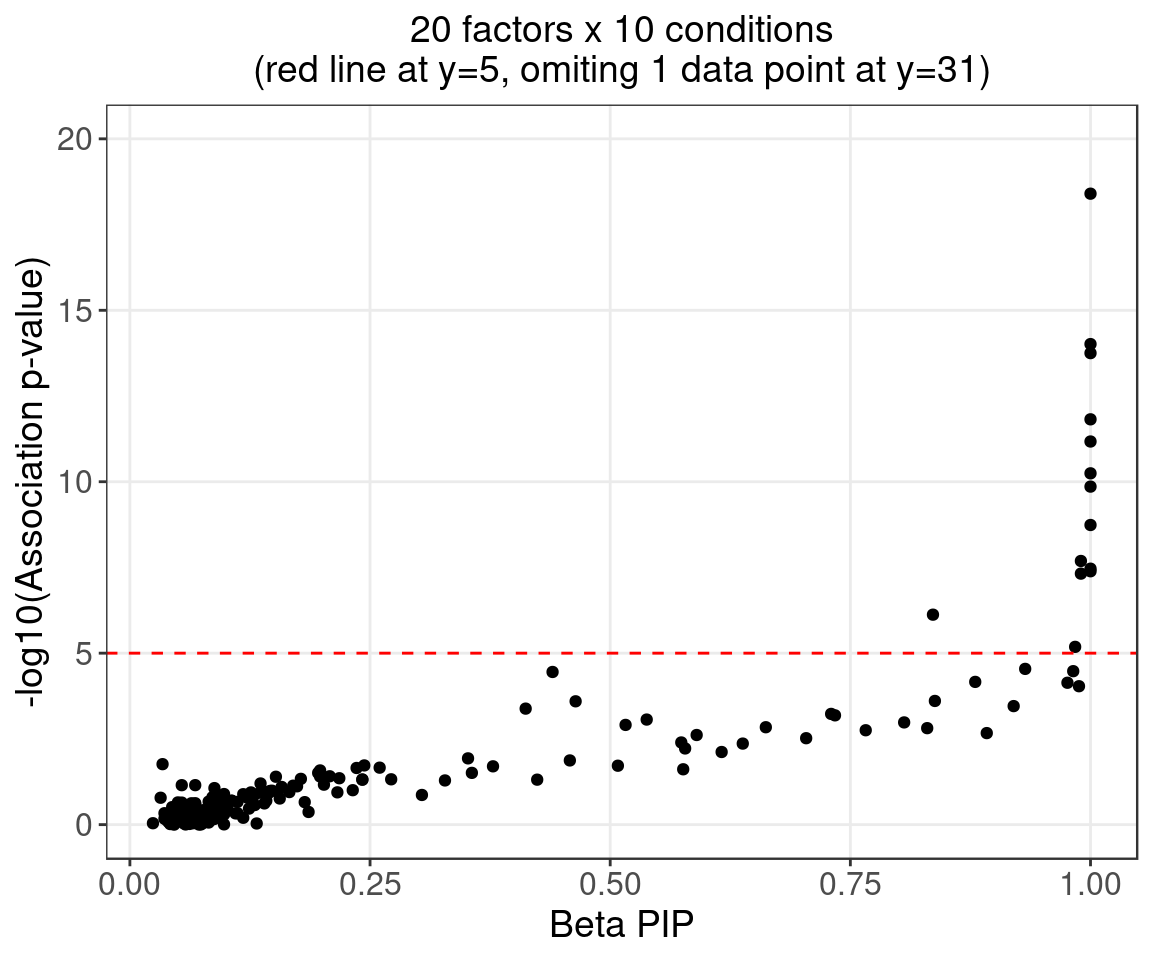 20 factors x 10 conditions
(red line at y=5, omiting 1 data point at y=31)
-log10(Association p-value)
20
15
10
5
0
0.00 0.25 0.50 0.75 1.00
Beta PIP